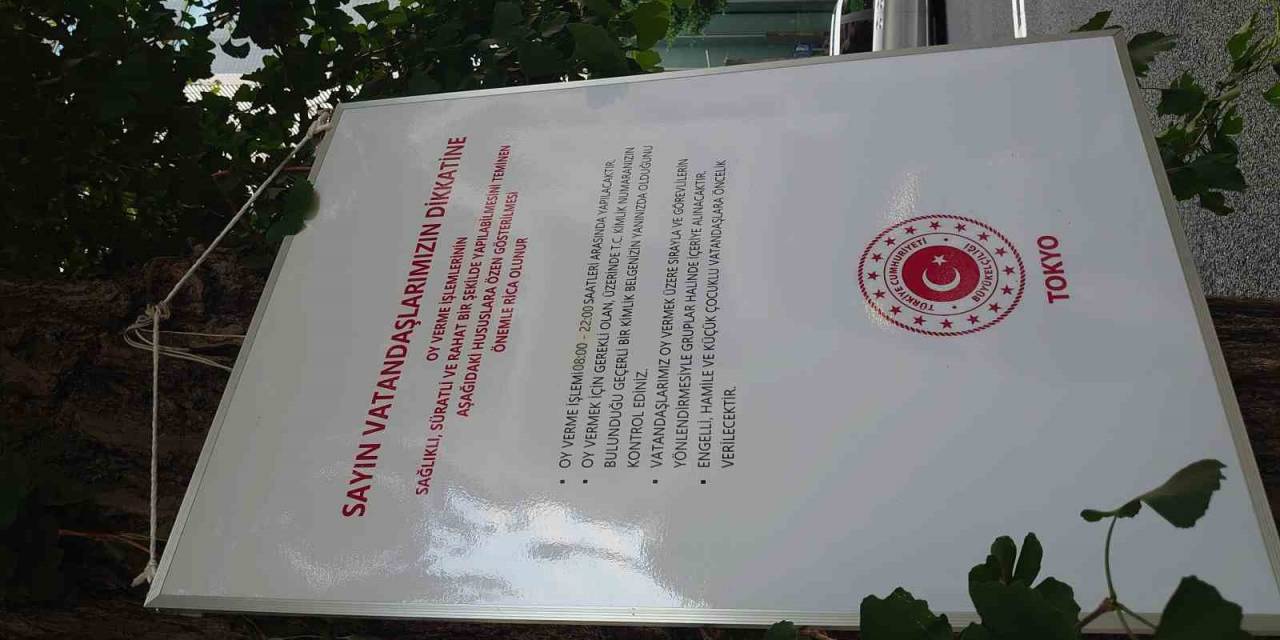 SAYIN VATANDAŞLARIMIZIN DİKKATİNE
OY VERME İŞLEMLERİNİN
SAĞLIKLI, SÜRATLİ VE RAHAT BİR ŞEKİLDE YAPILABİLMESİNİ TEMİNEN
AŞAĞIDAKİ HUSUSLARA ÖZEN GÖSTERİLMESİ
ÖNEMLE RİCA OLUNUR
▪ OY VERME İŞLEMİ08:00 - 22:00 SAATLERİ ARASINDA YAPILACAKTIR.
▪ OY VERMEK İÇİN GEREKLİ OLAN, ÜZERİNDE T.C. KİMLİK NUMARANIZIN
BULUNDUĞU GEÇERLİ BİR KİMLİK BELGENİZİN YANINIZDA OLDUĞUNU
KONTROL EDİNİZ.
▪ VATANDAŞLARIMIZ OY VERMEK ÜZERE SIRAYLA VE GÖREVLİLERİN
YÖNLENDİRMESİYLE GRUPLAR HALİNDE İÇERİYE ALINACAKTIR.
▪ ENGELLİ, HAMİLE VE KÜÇÜK ÇOCUKLU VATANDAŞLARA ÖNCELİK
VERİLECEKTİR.
TÜRKİYE CUMHURİYETİ
BÜYÜKELÇİLİĞİ
TOKYO